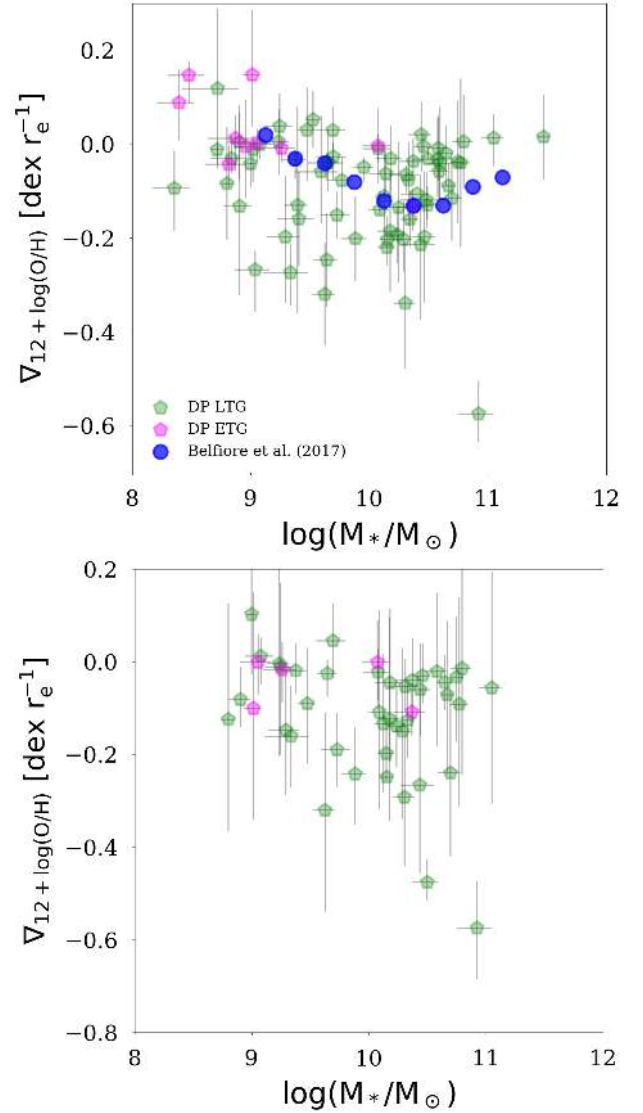 0.2
0.0
−0.2
−0.4
−0.6
∇12 + log(O/H) [dex re−1]
DP LTG
DP ETG
Belfiore et al. (2017)
8 9 10 11 12
log(M*/M⊙)
0.2
0.0
−0.2
−0.4
−0.6
−0.8
∇12 + log(O/H) [dex re−1]
8 9 10 11 12
log(M*/M⊙)